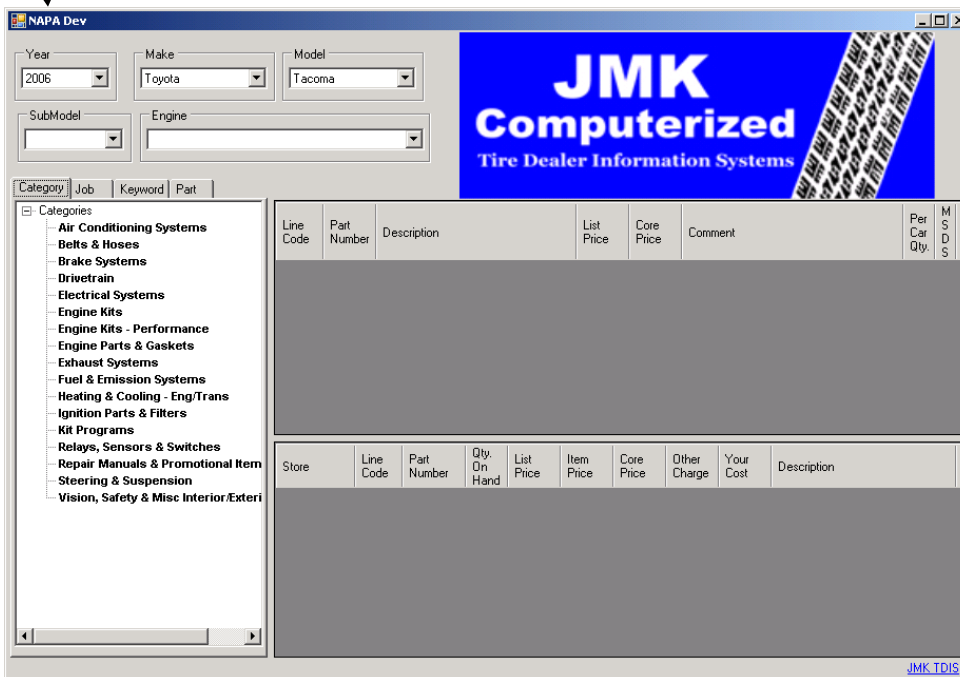 NAPA Dev
Year
Make
Model
2006
Toyota
Tacoma
SubModel
Engine
JMK
Computerized
Tire Dealer Information Systems
Category
Job
Keyword
Part
Categories
Air Conditioning Systems
Belts & Hoses
Brake Systems
Drivetrain
Electrical Systems
Engine Kits
Engine Kits - Performance
Engine Parts & Gaskets
Exhaust Systems
Fuel & Emission Systems
Heating & Cooling - Eng/Trans
Ignition Parts & Filters
Kit Programs
Relays, Sensors & Switches
Repair Manuals & Promotional Item
Steering & Suspension
Vision, Safety & Misc Interior/Exteri
Line
Code
Part
Number
Description
List
Price
Core
Price
Comment
Per
Car
Qty.
M
S
D
S
Store
Line
Code
Part
Number
Qty.
On
Hand
List
Price
Item
Price
Core
Price
Other
Charge
Your
Cost
Description
JMK TDIS